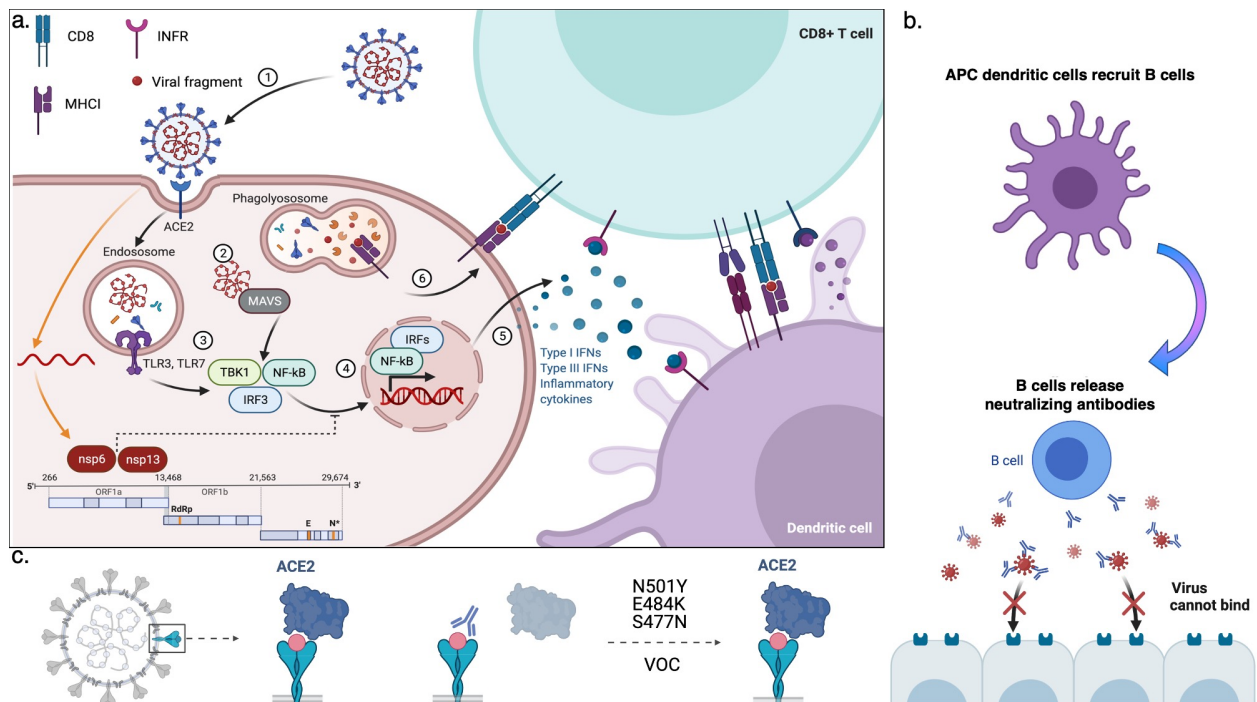 a.
CD8
INFR
Viral fragment
MHCI
1
CD8+ T cell
ACE2
Phagolyososome
Endosome
2
MAVS
6
3
TLR3, TLR7
TBK1
NF-kB
IRF3
4
IRFs
NF-kB
5
Type I IFNs
Type III IFNs
Inflammatory
cytokines
nsp6
nsp13
266
13,468
21,563
29,674
5'
3'
ORF1a
ORF1b
RdRp
E
N*
Dendritic cell
b.
APC dendritic cells recruit B cells
B cells release
neutralizing antibodies
B cell
Virus
cannot bind
c.
ACE2
N501Y
E484K
S477N
VOC
ACE2